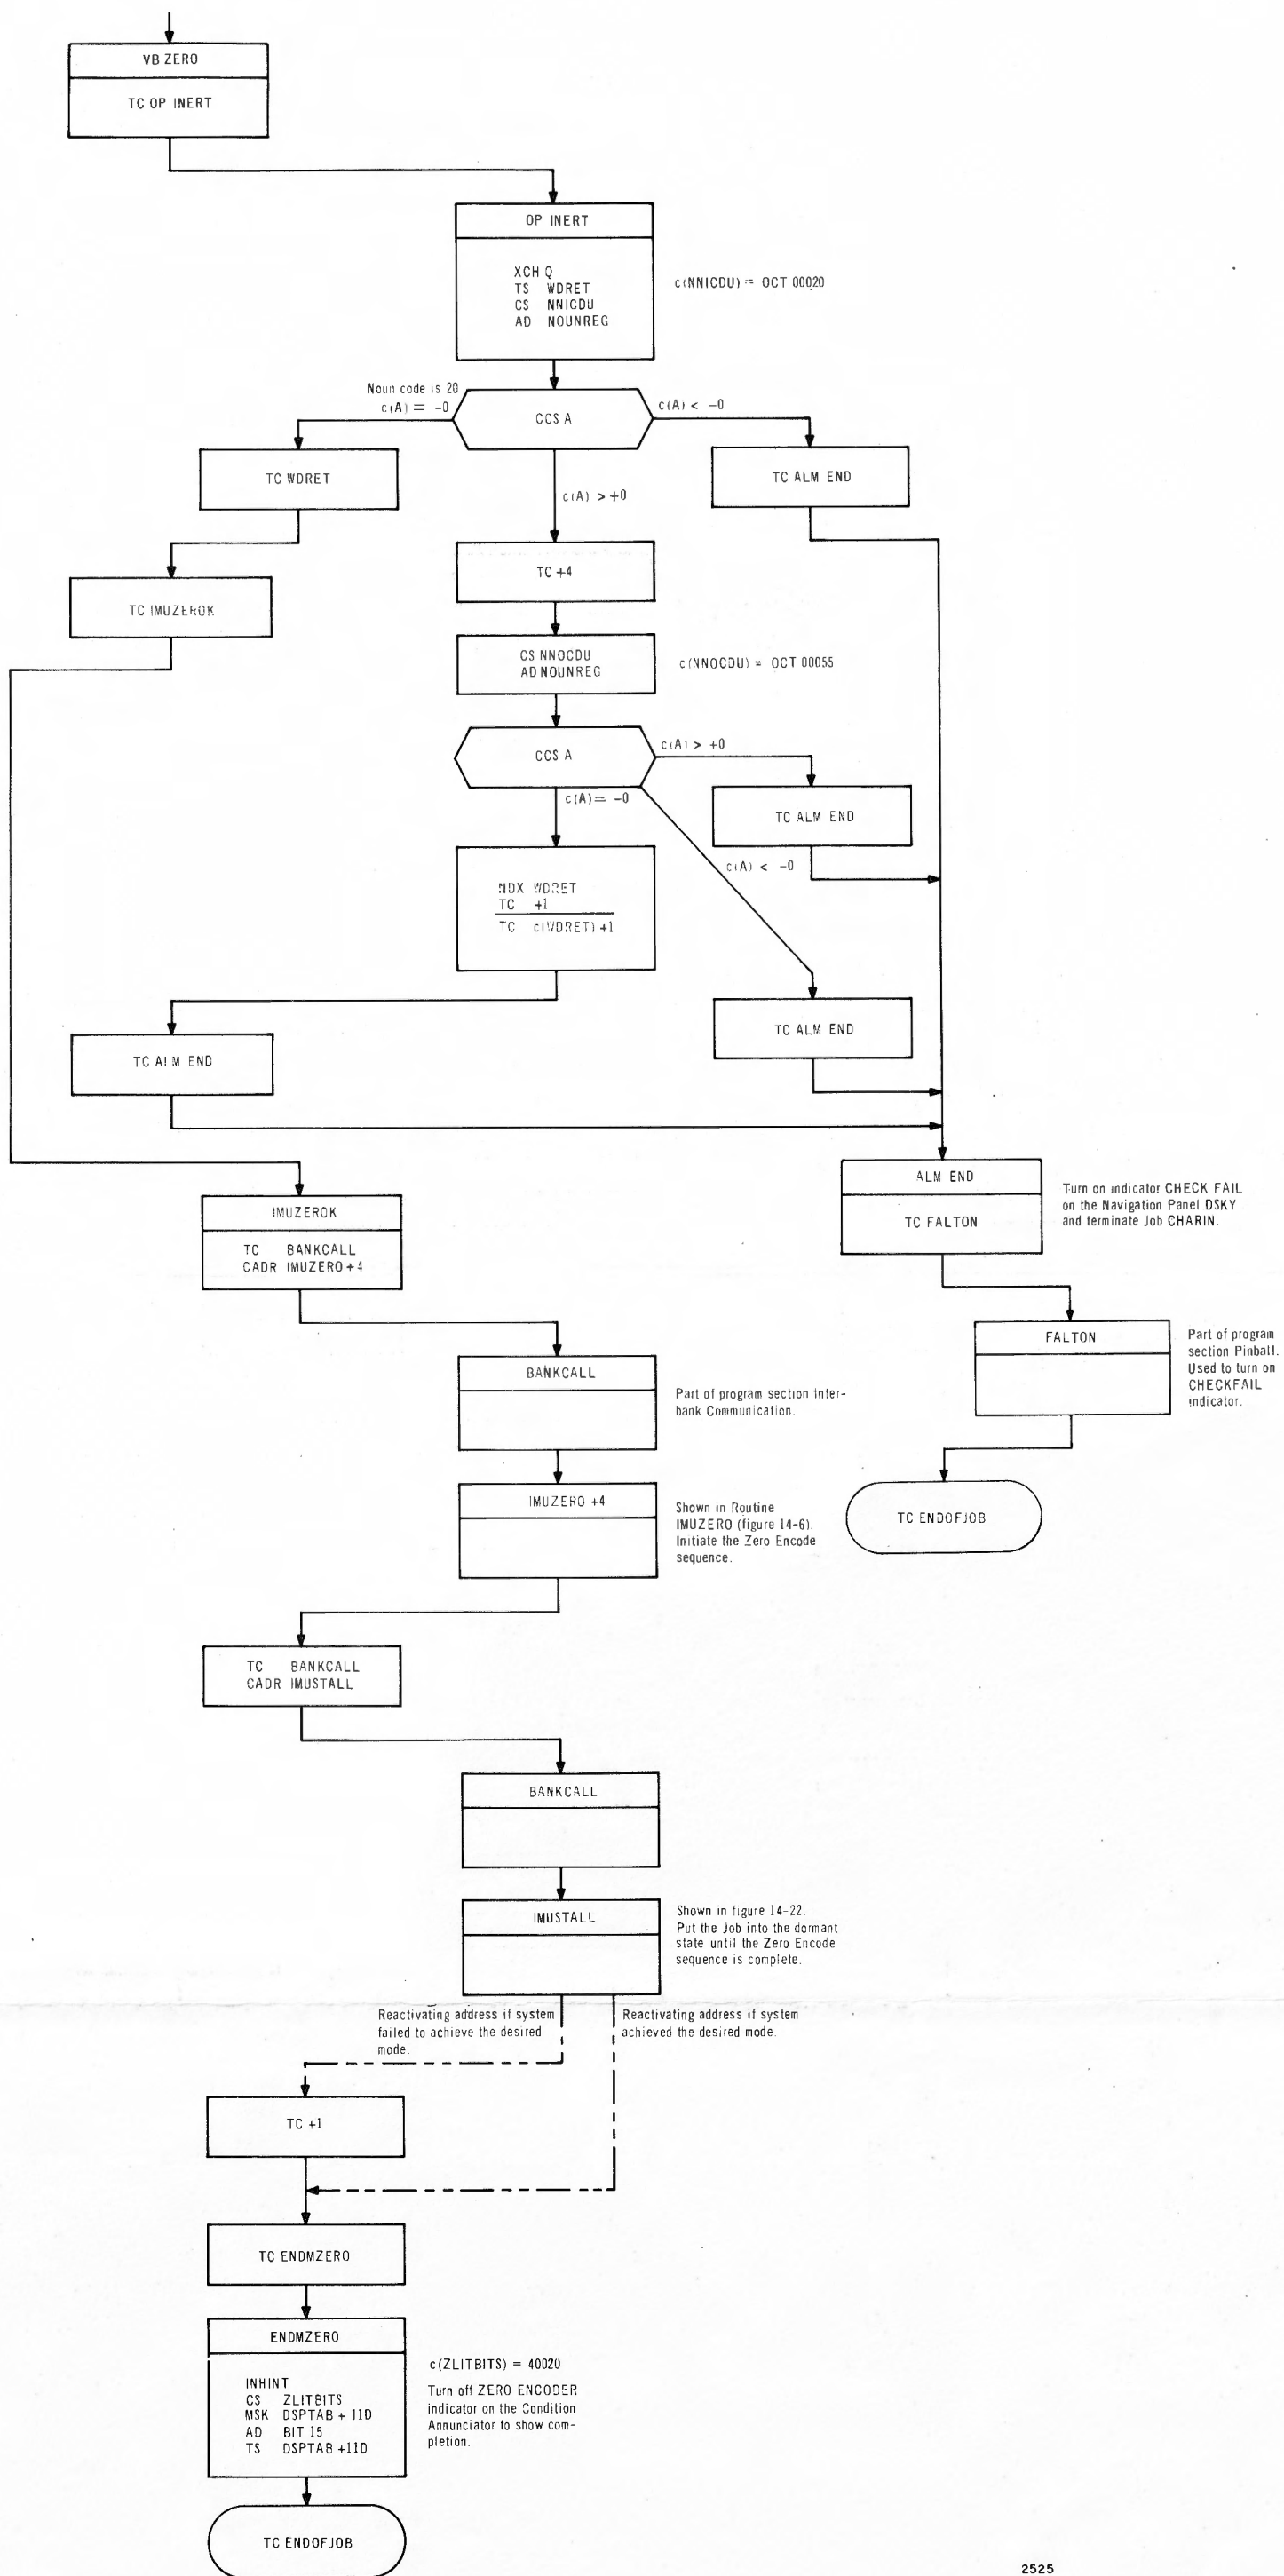 VB ZERO
TC OP INERT
OP INERT
XCH Q
TS WDRET
CS NNICDU
AD NOUNREG
c(NNICDU) = OCT 00020
Noun code is 20
c(A) = -0
CCS A
c(A) < -0
TC WDRET
c(A) > +0
TC ALM END
TC +4
TC IMUZEROK
CS NNOCDU
AD NOUNREG
c(NNOCDU) = OCT 00055
CCS A
c(A) > +0
c(A) = -0
TC ALM END
c(A) < -0
NDX WDRET
TC +1
TC c(WDRET) +1
TC ALM END
TC ALM END
ALM END
TC FALTON
Turn on indicator CHECK FAIL
on the Navigation Panel DSKY
and terminate Job CHARIN.
IMUZEROK
TC BANKCALL
CADR IMUZERO+4
FALTON
Part of program
section Pinball.
Used to turn on
CHECKFAIL
indicator.
BANKCALL
Part of program section Inter-
bank Communication.
IMUZERO +4
Shown in Routine
IMUZERO (figure 14-6).
Initiate the Zero Encode
sequence.
TC ENDOFJOB
TC BANKCALL
CADR IMUSTALL
BANKCALL
IMUSTALL
Shown in figure 14-22.
Put the Job into the dormant
state until the Zero Encode
sequence is complete.
Reactivating address if system
failed to achieve the desired
mode.
Reactivating address if system
achieved the desired mode.
TC +1
TC ENDMZERO
ENDMZERO
INHINT
CS ZLITBITS
MSK DSPTAB + 11D
AD BIT 15
TS DSPTAB +11D
c(ZLITBITS) = 40020
Turn off ZERO ENCODER
indicator on the Condition
Annunciator to show com-
pletion.
TC ENDOFJOB
2525